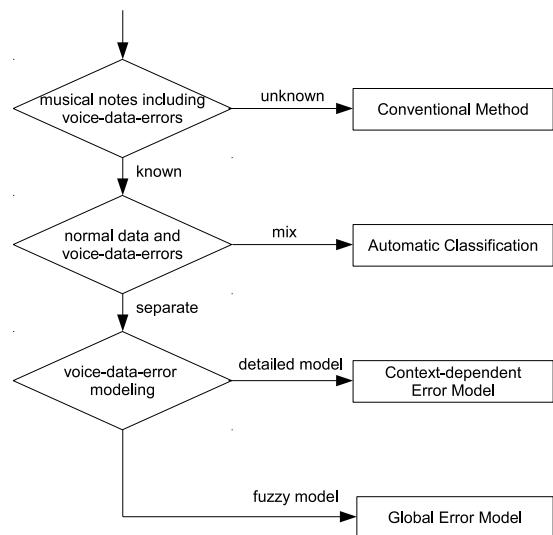 musical notes including
voice-data-errors
unknown
Conventional Method
known
normal data and
voice-data-errors
mix
Automatic Classification
separate
voice-data-error
modeling
detailed model
Context-dependent
Error Model
fuzzy model
Global Error Model